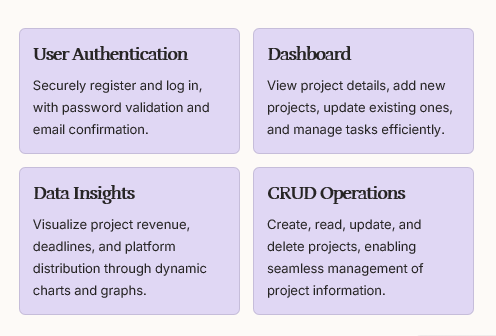 User Authentication
Securely register and log in,
with password validation and
email confirmation.
Dashboard
View project details, add new
projects, update existing ones,
and manage tasks efficiently.
Data Insights
Visualize project revenue,
deadlines, and platform
distribution through dynamic
charts and graphs.
CRUD Operations
Create, read, update, and
delete projects, enabling
seamless management of
project information.